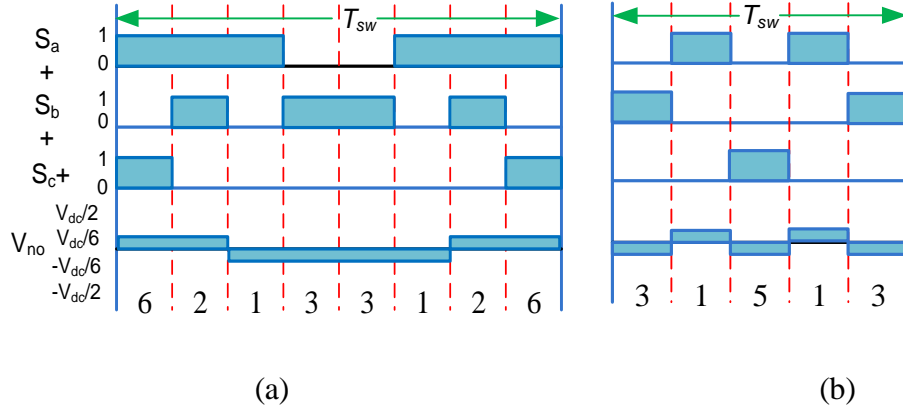 T_sw
T_sw
S_a
+
1
0
S_b
+
1
0
S_c+
1
0
V_no
V_dc/2
V_dc/6
-V_dc/6
-V_dc/2
6 2 1 3 3 1 2 6
3 1 5 1 3
(a)
(b)